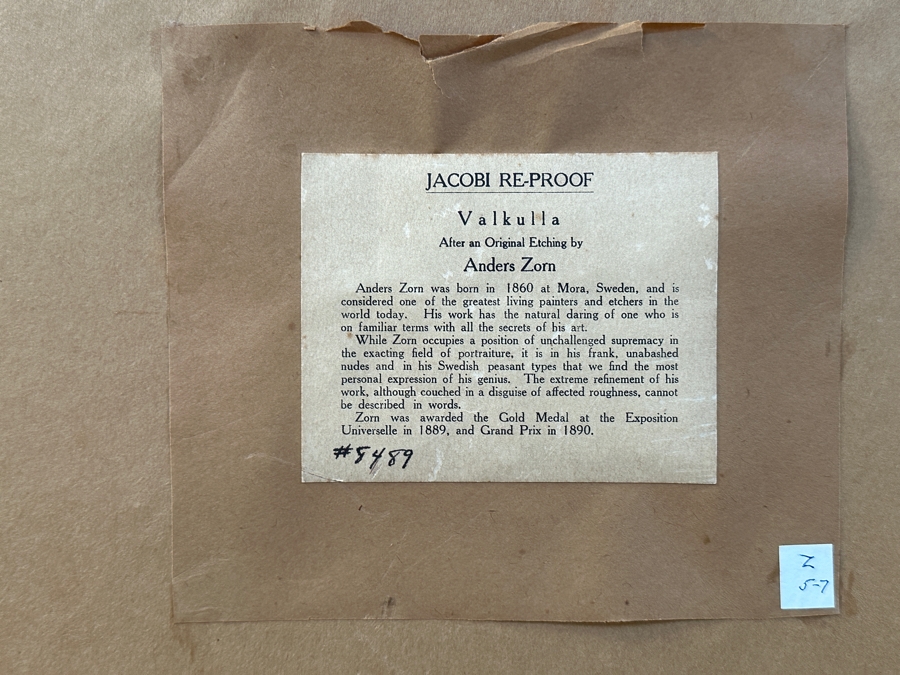 JACOBI RE-PROOF
Valkulla
After an Original Etching by
Anders Zorn
Anders Zorn was born in 1860 at Mora, Sweden, and is
considered one of the greatest living painters and etchers in the
world today. His work has the natural daring of one who is
on familiar terms with all the secrets of his art.
While Zorn occupies a position of unchallenged supremacy in
the exacting field of portraiture, it is in his frank, unabashed
nudes and in his Swedish peasant types that we find the most
personal expression of his genius. The extreme refinement of his
work, although couched in a disguise of affected roughness, cannot
be described in words.
Zorn was awarded the Gold Medal at the Exposition
Universelle in 1889, and Grand Prix in 1890.
#8489
Z
5-7